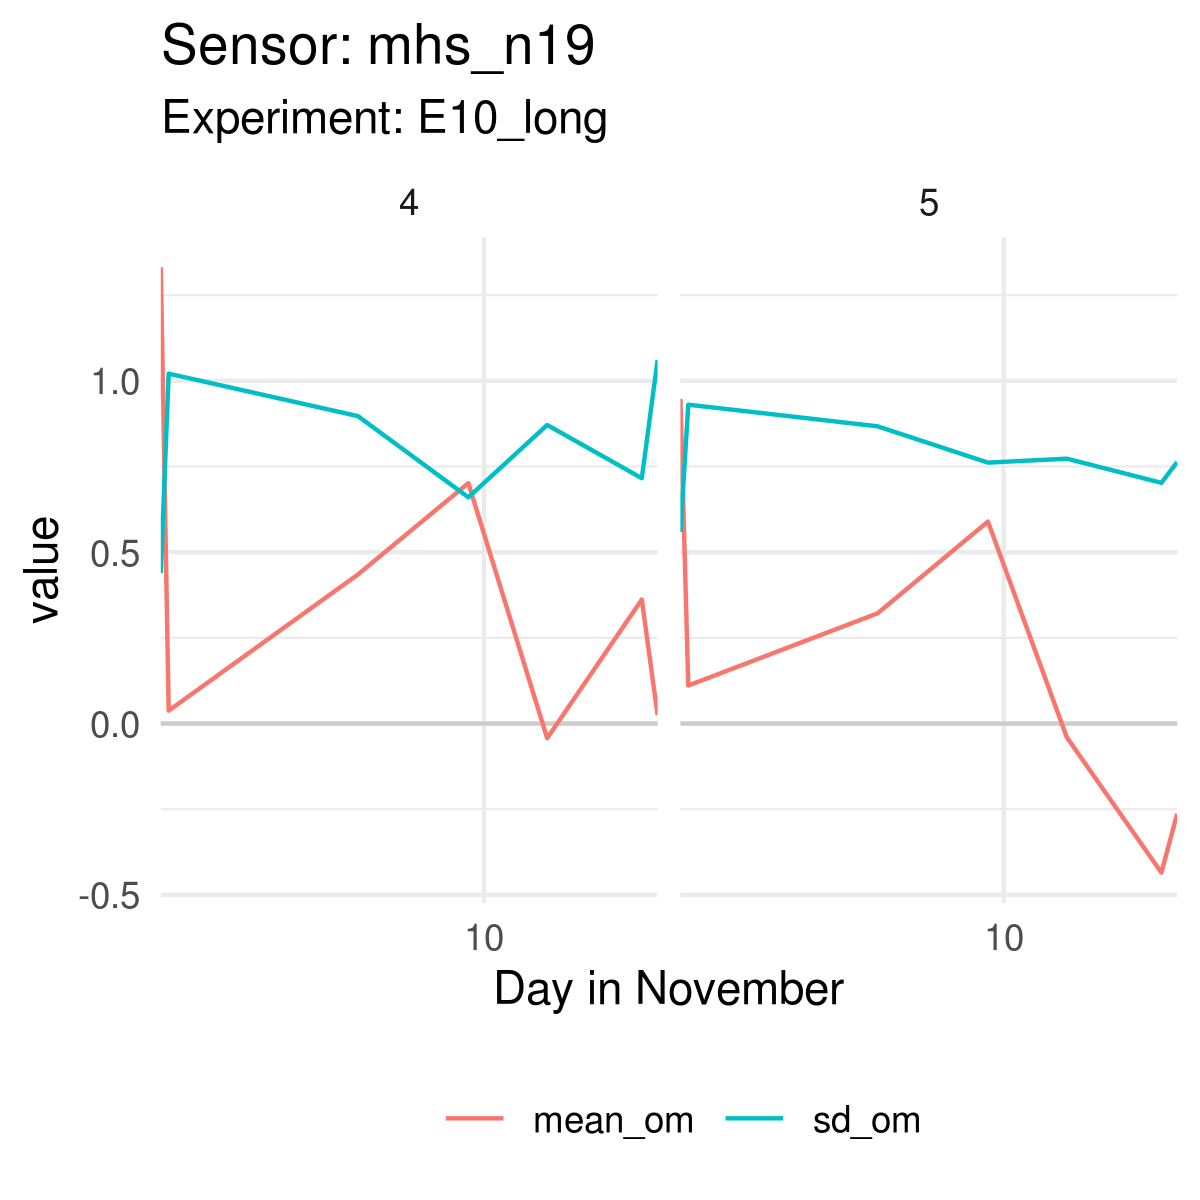 Sensor: mhs_n19
Experiment: E10_long
4 5
1.0
0.5
0.0
-0.5
value
10 10
Day in November
mean_om sd_om